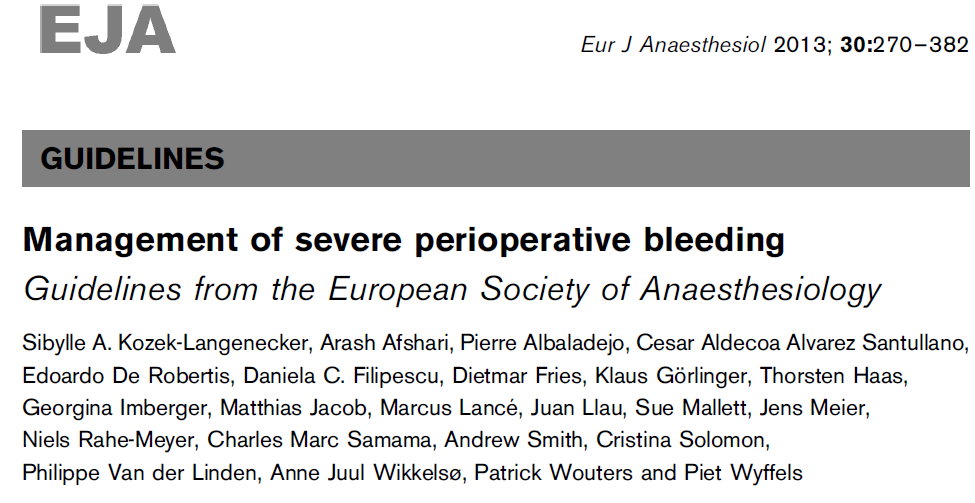 EJA
Eur J Anaesthesiol 2013; 30:270–382
GUIDELINES
Management of severe perioperative bleeding
Guidelines from the European Society of Anaesthesiology
Sibylle A. Kozek-Langenecker, Arash Afshari, Pierre Albaladejo, Cesar Aldecoa Alvarez Santullano,
Edoardo De Robertis, Daniela C. Filipescu, Dietmar Fries, Klaus Görlinger, Thorsten Haas,
Georgina Imberger, Matthias Jacob, Marcus Lancé, Juan Llau, Sue Mallett, Jens Meier,
Niels Rahe-Meyer, Charles Marc Samama, Andrew Smith, Cristina Solomon,
Philippe Van der Linden, Anne Juul Wikkelsø, Patrick Wouters and Piet Wyffels